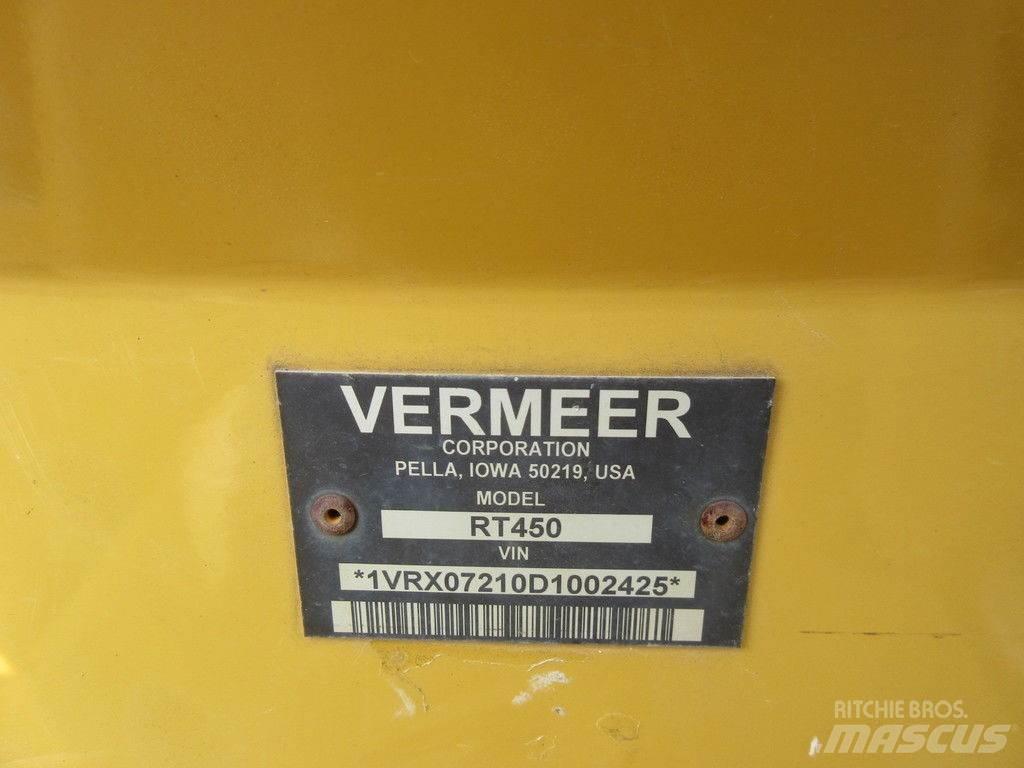 VERMEER
CORPORATION
PELLA, IOWA 50219, USA
MODEL
RT450
VIN
*1VRX07210D1002425*
RITCHIE BROS.
MASCUS